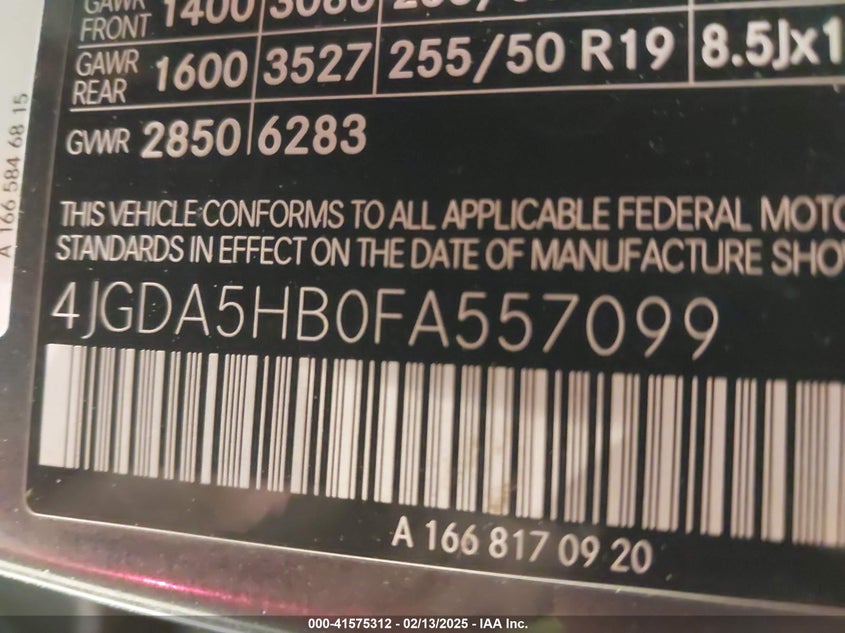 GAWR
FRONT 1400 3086
GAWR
REAR 1600 3527 255/50 R19 8.5Jx1
GVWR 2850 6283
THIS VEHICLE CONFORMS TO ALL APPLICABLE FEDERAL MOTO
STANDARDS IN EFFECT ON THE DATE OF MANUFACTURE SHO
4JGDA5HB0FA557099
A 166 817 09 20
A 166 584 68 15
000-41575312 - 02/13/2025 - IAA Inc.